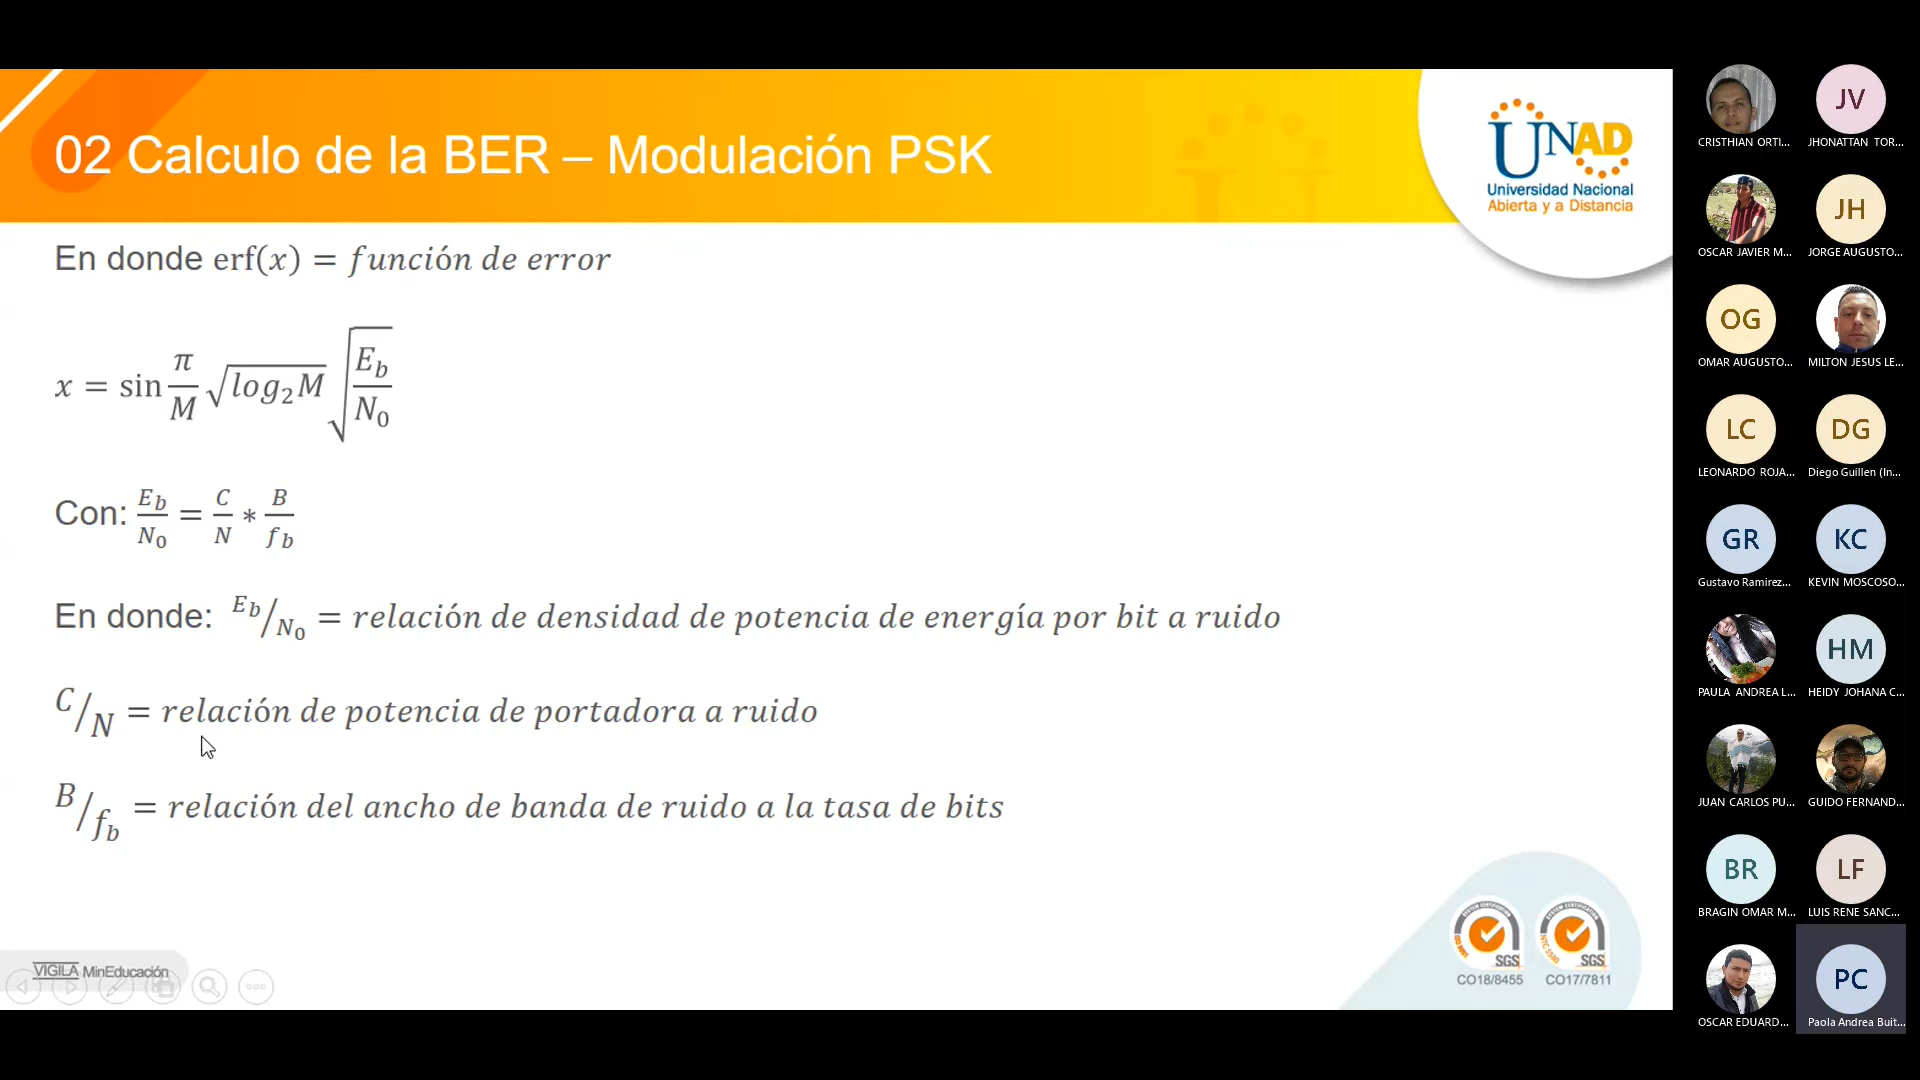 02 Calculo de la BER – Modulación PSK
UNAD
Universidad Nacional
Abierta y a Distancia
En donde erf(x) = función de error
x = sin π/M √log₂M √(E_b/N_0)
Con: E_b/N_0 = C/N * B/f_b
En donde: E_b/N_0 = relación de densidad de potencia de energía por bit a ruido
C/N = relación de potencia de portadora a ruido
B/f_b = relación del ancho de banda de ruido a la tasa de bits
VIGILA MinEducación
SGS SGS
CO18/8455 CO17/7811
JV
CRISTHIAN ORTI... JHONATTAN TOR...
JH
OSCAR JAVIER M... JORGE AUGUSTO...
OG
OMAR AUGUSTO... MILTON JESUS LE...
LC DG
LEONARDO ROJA... Diego Guillen (In...
GR KC
Gustavo Ramirez... KEVIN MOSCOSO...
HM
PAULA ANDREA L... HEIDY JOHANA C...
JUAN CARLOS PU... GUIDO FERNAND...
BR LF
BRAGIN OMAR M... LUIS RENE SANC...
PC
OSCAR EDUARD... Paola Andrea Buit...